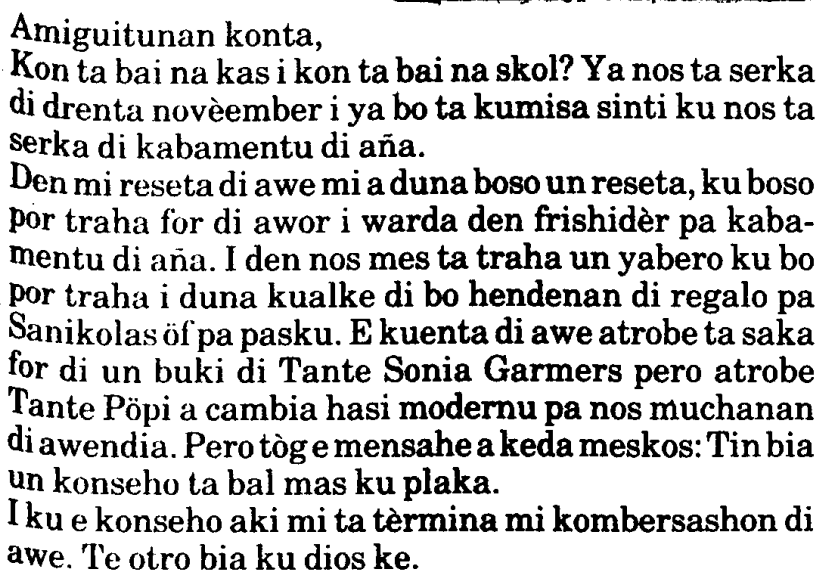 Amiguitunan konta,
Kon ta bai na kas i kon ta bai na skol? Ya nos ta serka
di drenta novèember i ya bo ta kumisa sinti ku nos ta
serka di kabamentu di aña.
Den mi reseta di awe mi a duna boso un reseta, ku boso
por traha for di awor i warda den frishidèr pa kaba-
mentu di aña. I den nos mes ta traha un yabero ku bo
por traha i duna kualke di bo hendenan di regalo pa
Sanikolas öf pa pasku. E kuenta di awe atrobe ta saka
for di un buki di Tante Sonia Garmers pero atrobe
Tante Pöpi a cambia hasi modernu pa nos muchanan
di awendia. Pero tòg e mensahe a keda meskos: Tin bia
un konseho ta bal mas ku plaka.
I ku e konseho aki mi ta tèrmina mi kombersashon di
awe. Te otro bia ku dios ke.